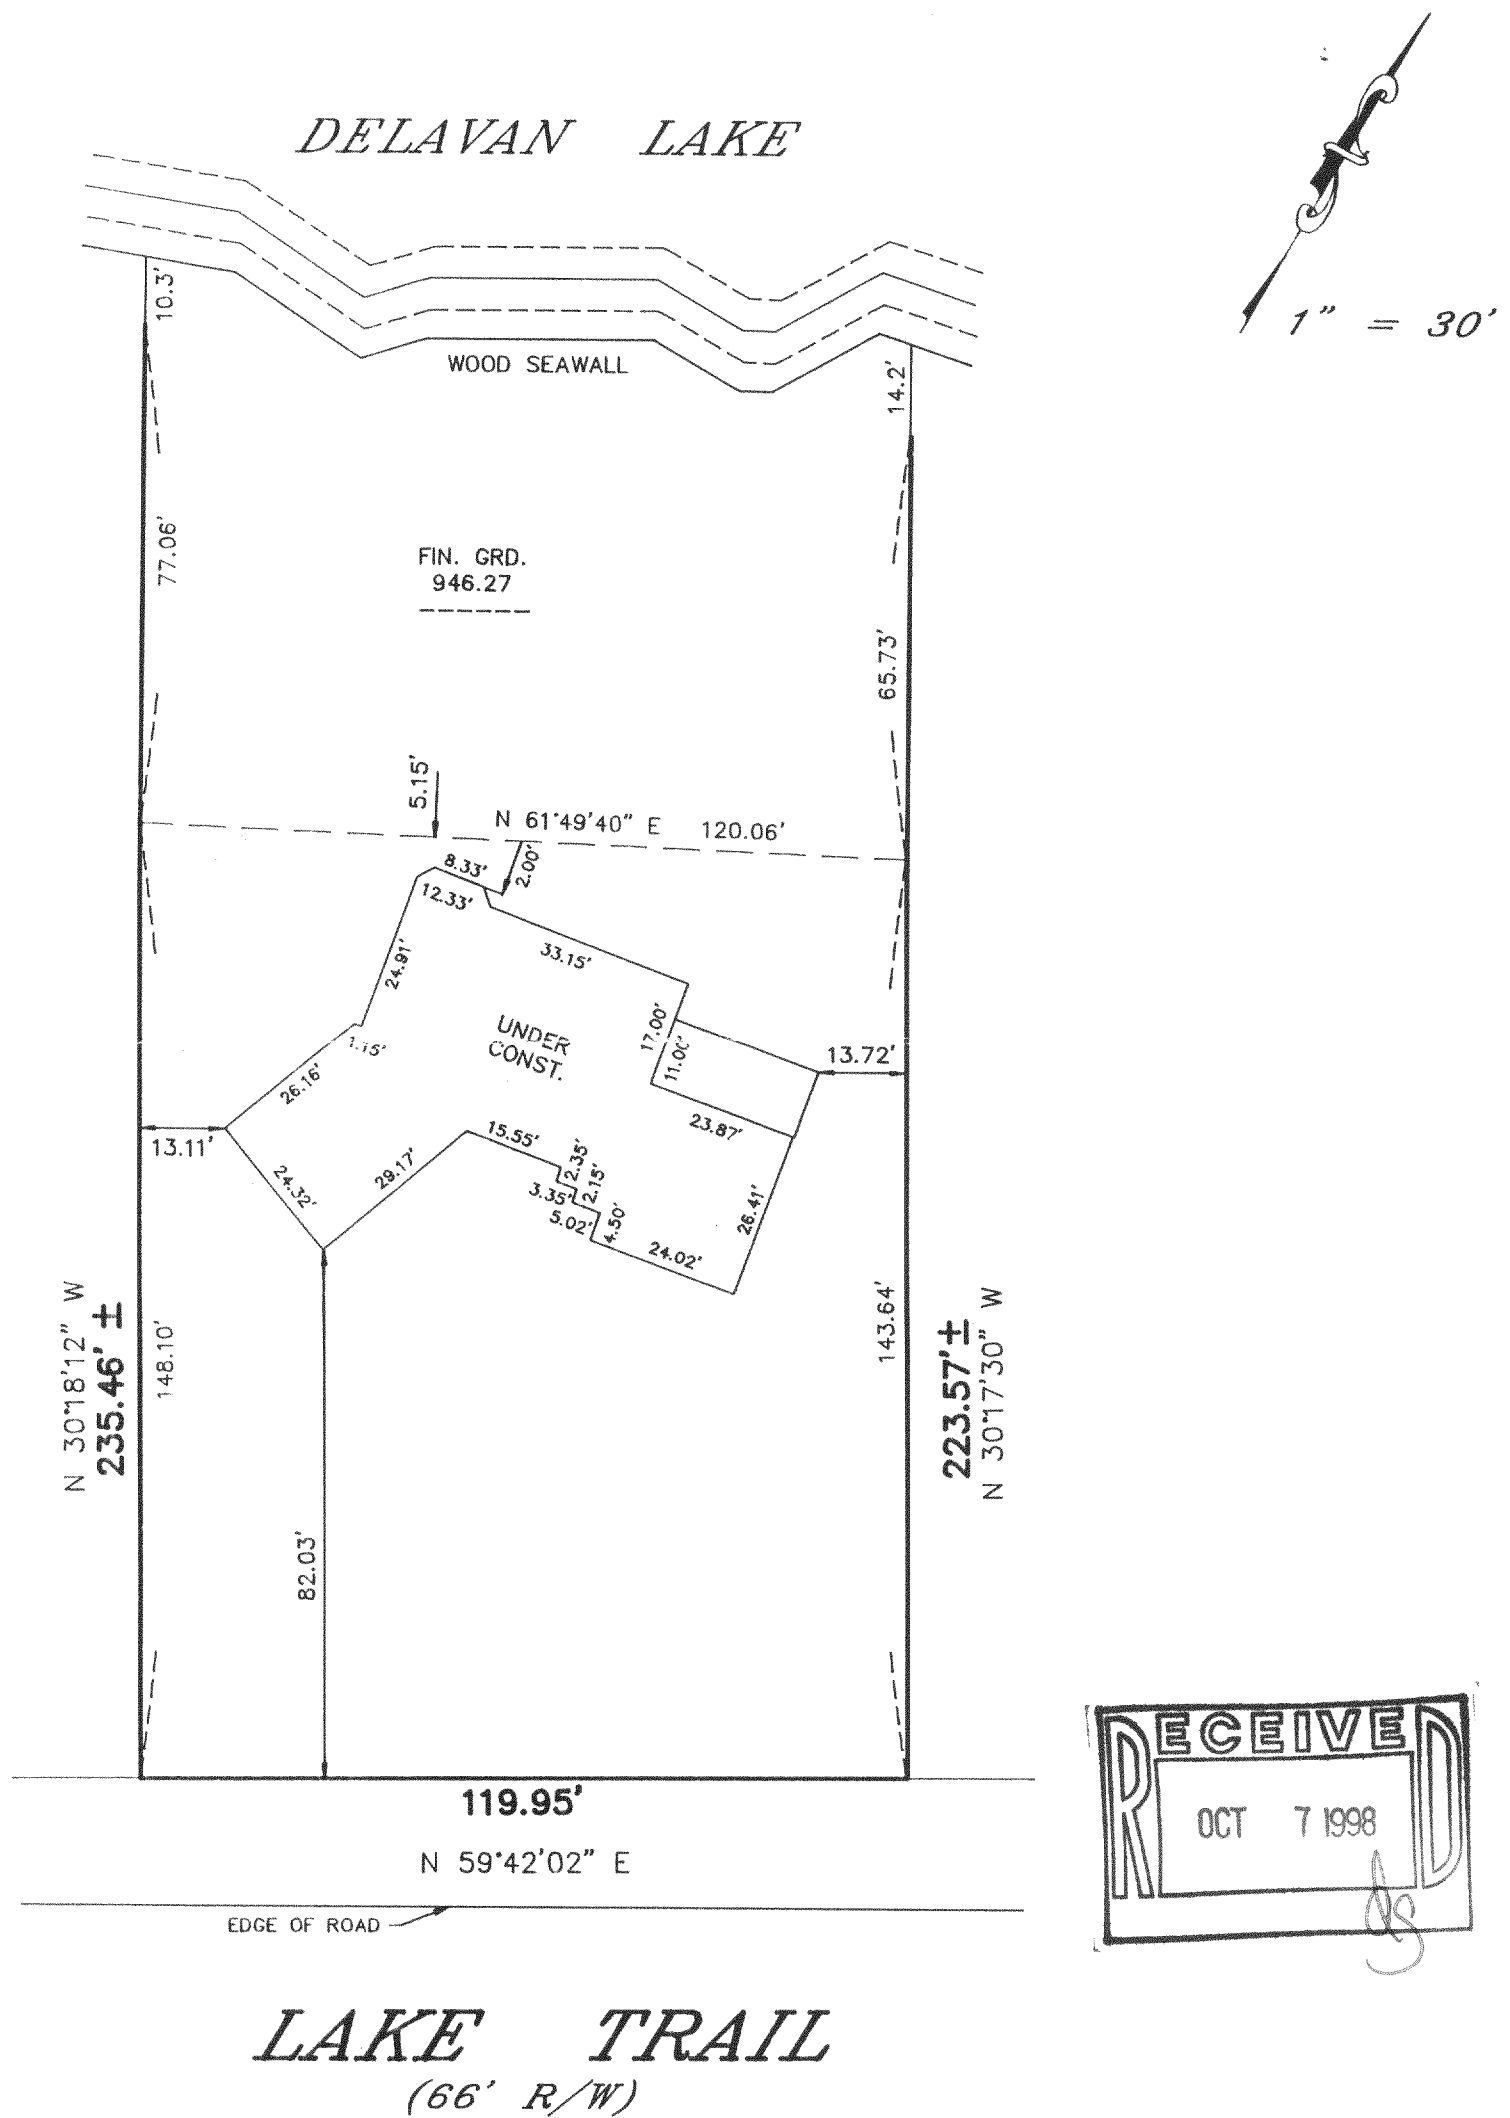 DELAVAN LAKE
1" = 30'
10.3'
WOOD SEAWALL
14.2'
77.06'
FIN. GRD.
946.27
65.73'
5.15'
N 61°49'40" E 120.06'
8.33'
2.00'
12.33'
33.15'
24.91'
17.00'
11.00'
UNDER
CONST.
1.15'
13.72'
26.16'
23.87'
13.11'
15.55'
24.32'
29.17'
2.35'
2.15'
3.35'
5.02'
4.50'
26.41'
24.02'
N 30°18'12" W
235.46' ±
148.10'
143.64'
223.57'±
N 30°17'30" W
82.03'
119.95'
N 59°42'02" E
EDGE OF ROAD
RECEIVED
OCT 7 1998
LAKE TRAIL
(66' R/W)